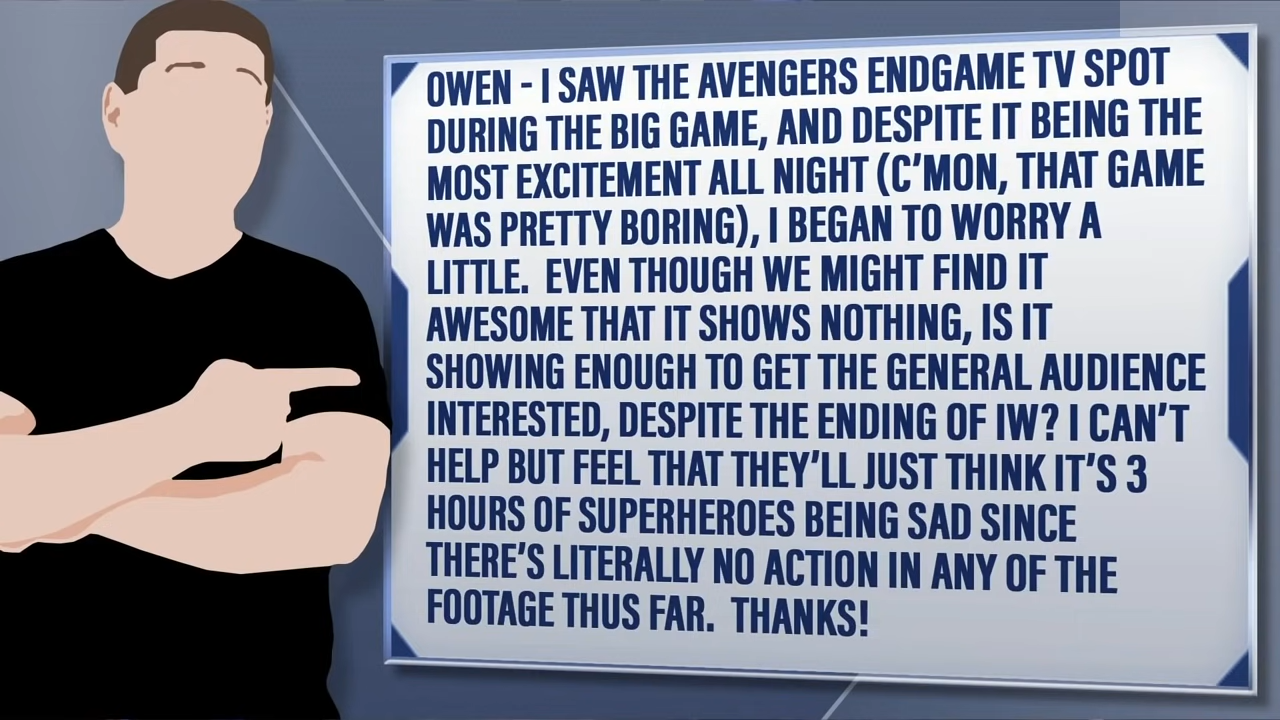 OWEN - I SAW THE AVENGERS ENDGAME TV SPOT
DURING THE BIG GAME, AND DESPITE IT BEING THE
MOST EXCITEMENT ALL NIGHT (C'MON, THAT GAME
WAS PRETTY BORING), I BEGAN TO WORRY A
LITTLE.  EVEN THOUGH WE MIGHT FIND IT
AWESOME THAT IT SHOWS NOTHING, IS IT
SHOWING ENOUGH TO GET THE GENERAL AUDIENCE
INTERESTED, DESPITE THE ENDING OF IW? I CAN'T
HELP BUT FEEL THAT THEY'LL JUST THINK IT'S 3
HOURS OF SUPERHEROES BEING SAD SINCE
THERE'S LITERALLY NO ACTION IN ANY OF THE
FOOTAGE THUS FAR.  THANKS!